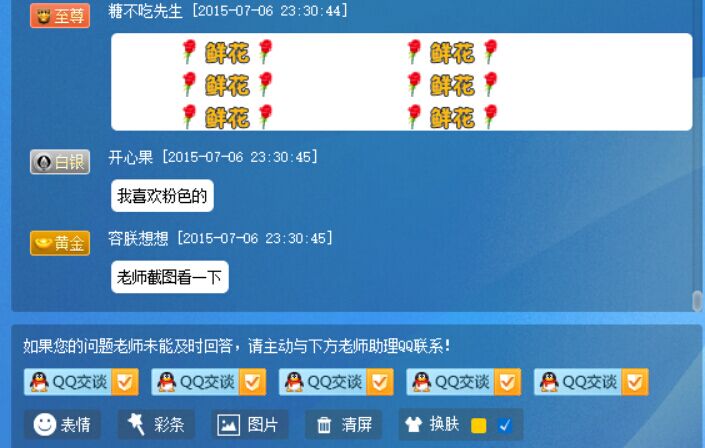 至尊 糖不吃先生 [2015-07-06 23:30:44]
鲜花 鲜花
鲜花 鲜花
鲜花 鲜花
白银 开心果 [2015-07-06 23:30:45]
我喜欢粉色的
黄金 容朕想想 [2015-07-06 23:30:45]
老师截图看一下
如果您的问题老师未能及时回答，请主动与下方老师助理QQ联系!
QQ交谈 QQ交谈 QQ交谈 QQ交谈 QQ交谈
表情 彩条 图片 清屏 换肤